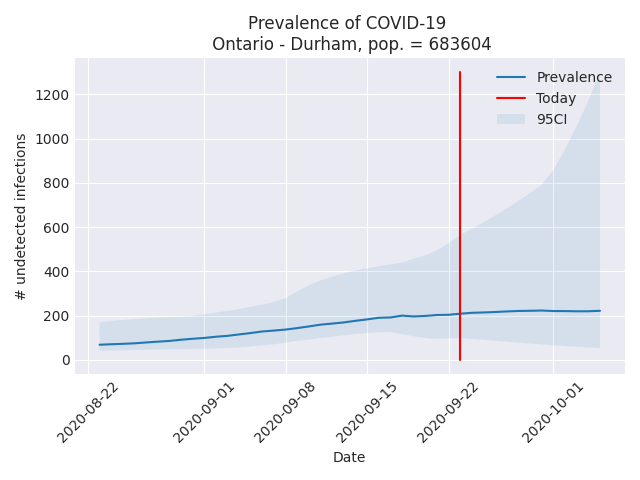 Prevalence of COVID-19
Ontario - Durham, pop. = 683604
Prevalence
Today
95CI
# undetected infections
1200
1000
800
600
400
200
0
2020-08-22
2020-09-01
2020-09-08
2020-09-15
2020-09-22
2020-10-01
Date